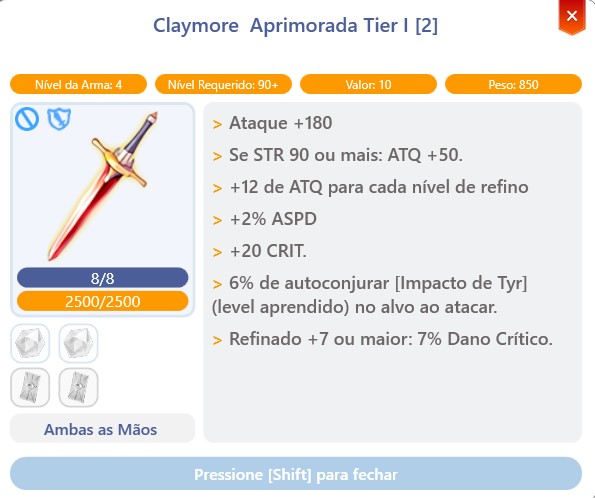 Claymore  Aprimorada Tier I [2]
Nível da Arma: 4
Nível Requerido: 90+
Valor: 10
Peso: 850
> Ataque +180
> Se STR 90 ou mais: ATQ +50.
> +12 de ATQ para cada nível de refino
> +2% ASPD
> +20 CRIT.
> 6% de autoconjurar [Impacto de Tyr]
(level aprendido) no alvo ao atacar.
> Refinado +7 ou maior: 7% Dano Crítico.
8/8
2500/2500
Ambas as Mãos
Pressione [Shift] para fechar